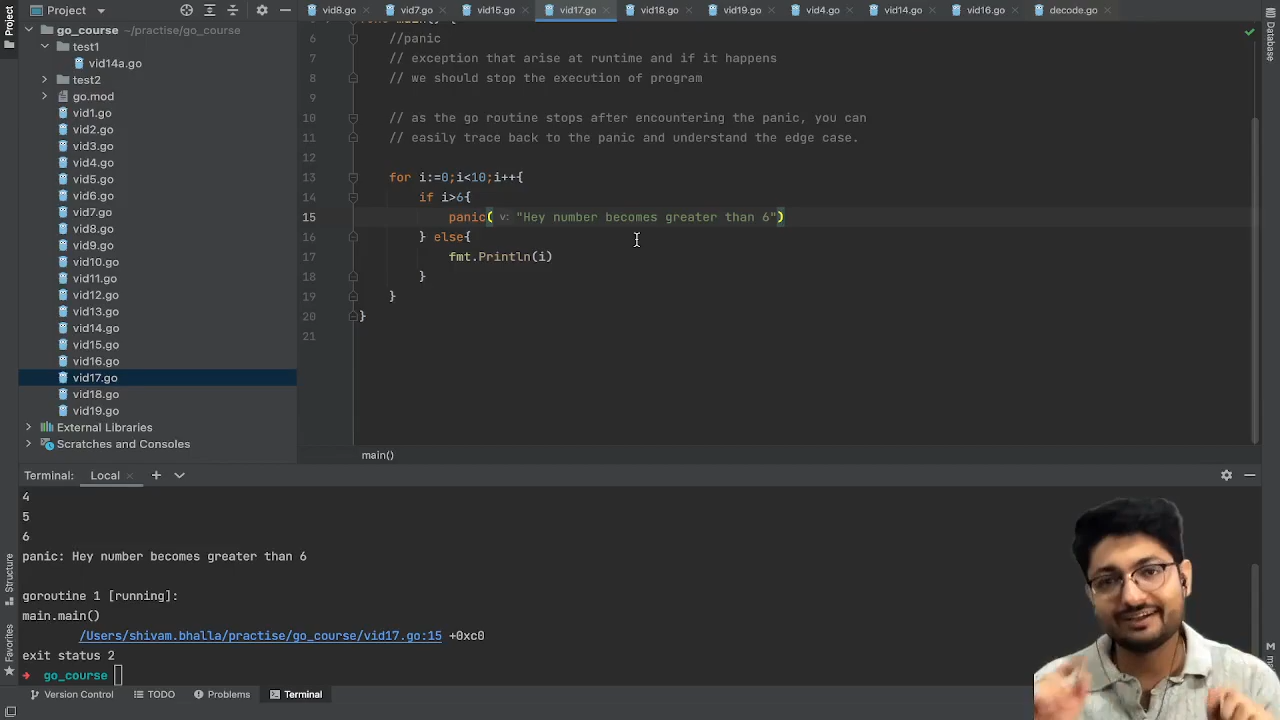 Project
vid8.go
vid7.go
vid15.go
vid17.go
vid18.go
vid19.go
vid4.go
vid14.go
vid16.go
decode.go
Project
Structure
Favorites
Database
go_course ~/practise/go_course
test1
vid14a.go
test2
go.mod
vid1.go
vid2.go
vid3.go
vid4.go
vid5.go
vid6.go
vid7.go
vid8.go
vid9.go
vid10.go
vid11.go
vid12.go
vid13.go
vid14.go
vid15.go
vid16.go
vid17.go
vid18.go
vid19.go
External Libraries
Scratches and Consoles
6 //panic
7 // exception that arise at runtime and if it happens
8 // we should stop the execution of program
9
10 // as the go routine stops after encountering the panic, you can
11 // easily trace back to the panic and understand the edge case.
12
13 for i:=0;i<10;i++{
14 if i>6{
15 panic( v: "Hey number becomes greater than 6")
16 } else{
17 fmt.Println(i)
18 }
19 }
20 }
21
main()
Terminal: Local
4
5
6
panic: Hey number becomes greater than 6
goroutine 1 [running]:
main.main()
/Users/shivam.bhalla/practise/go_course/vid17.go:15 +0xc0
exit status 2
go_course
Version Control
TODO
Problems
Terminal